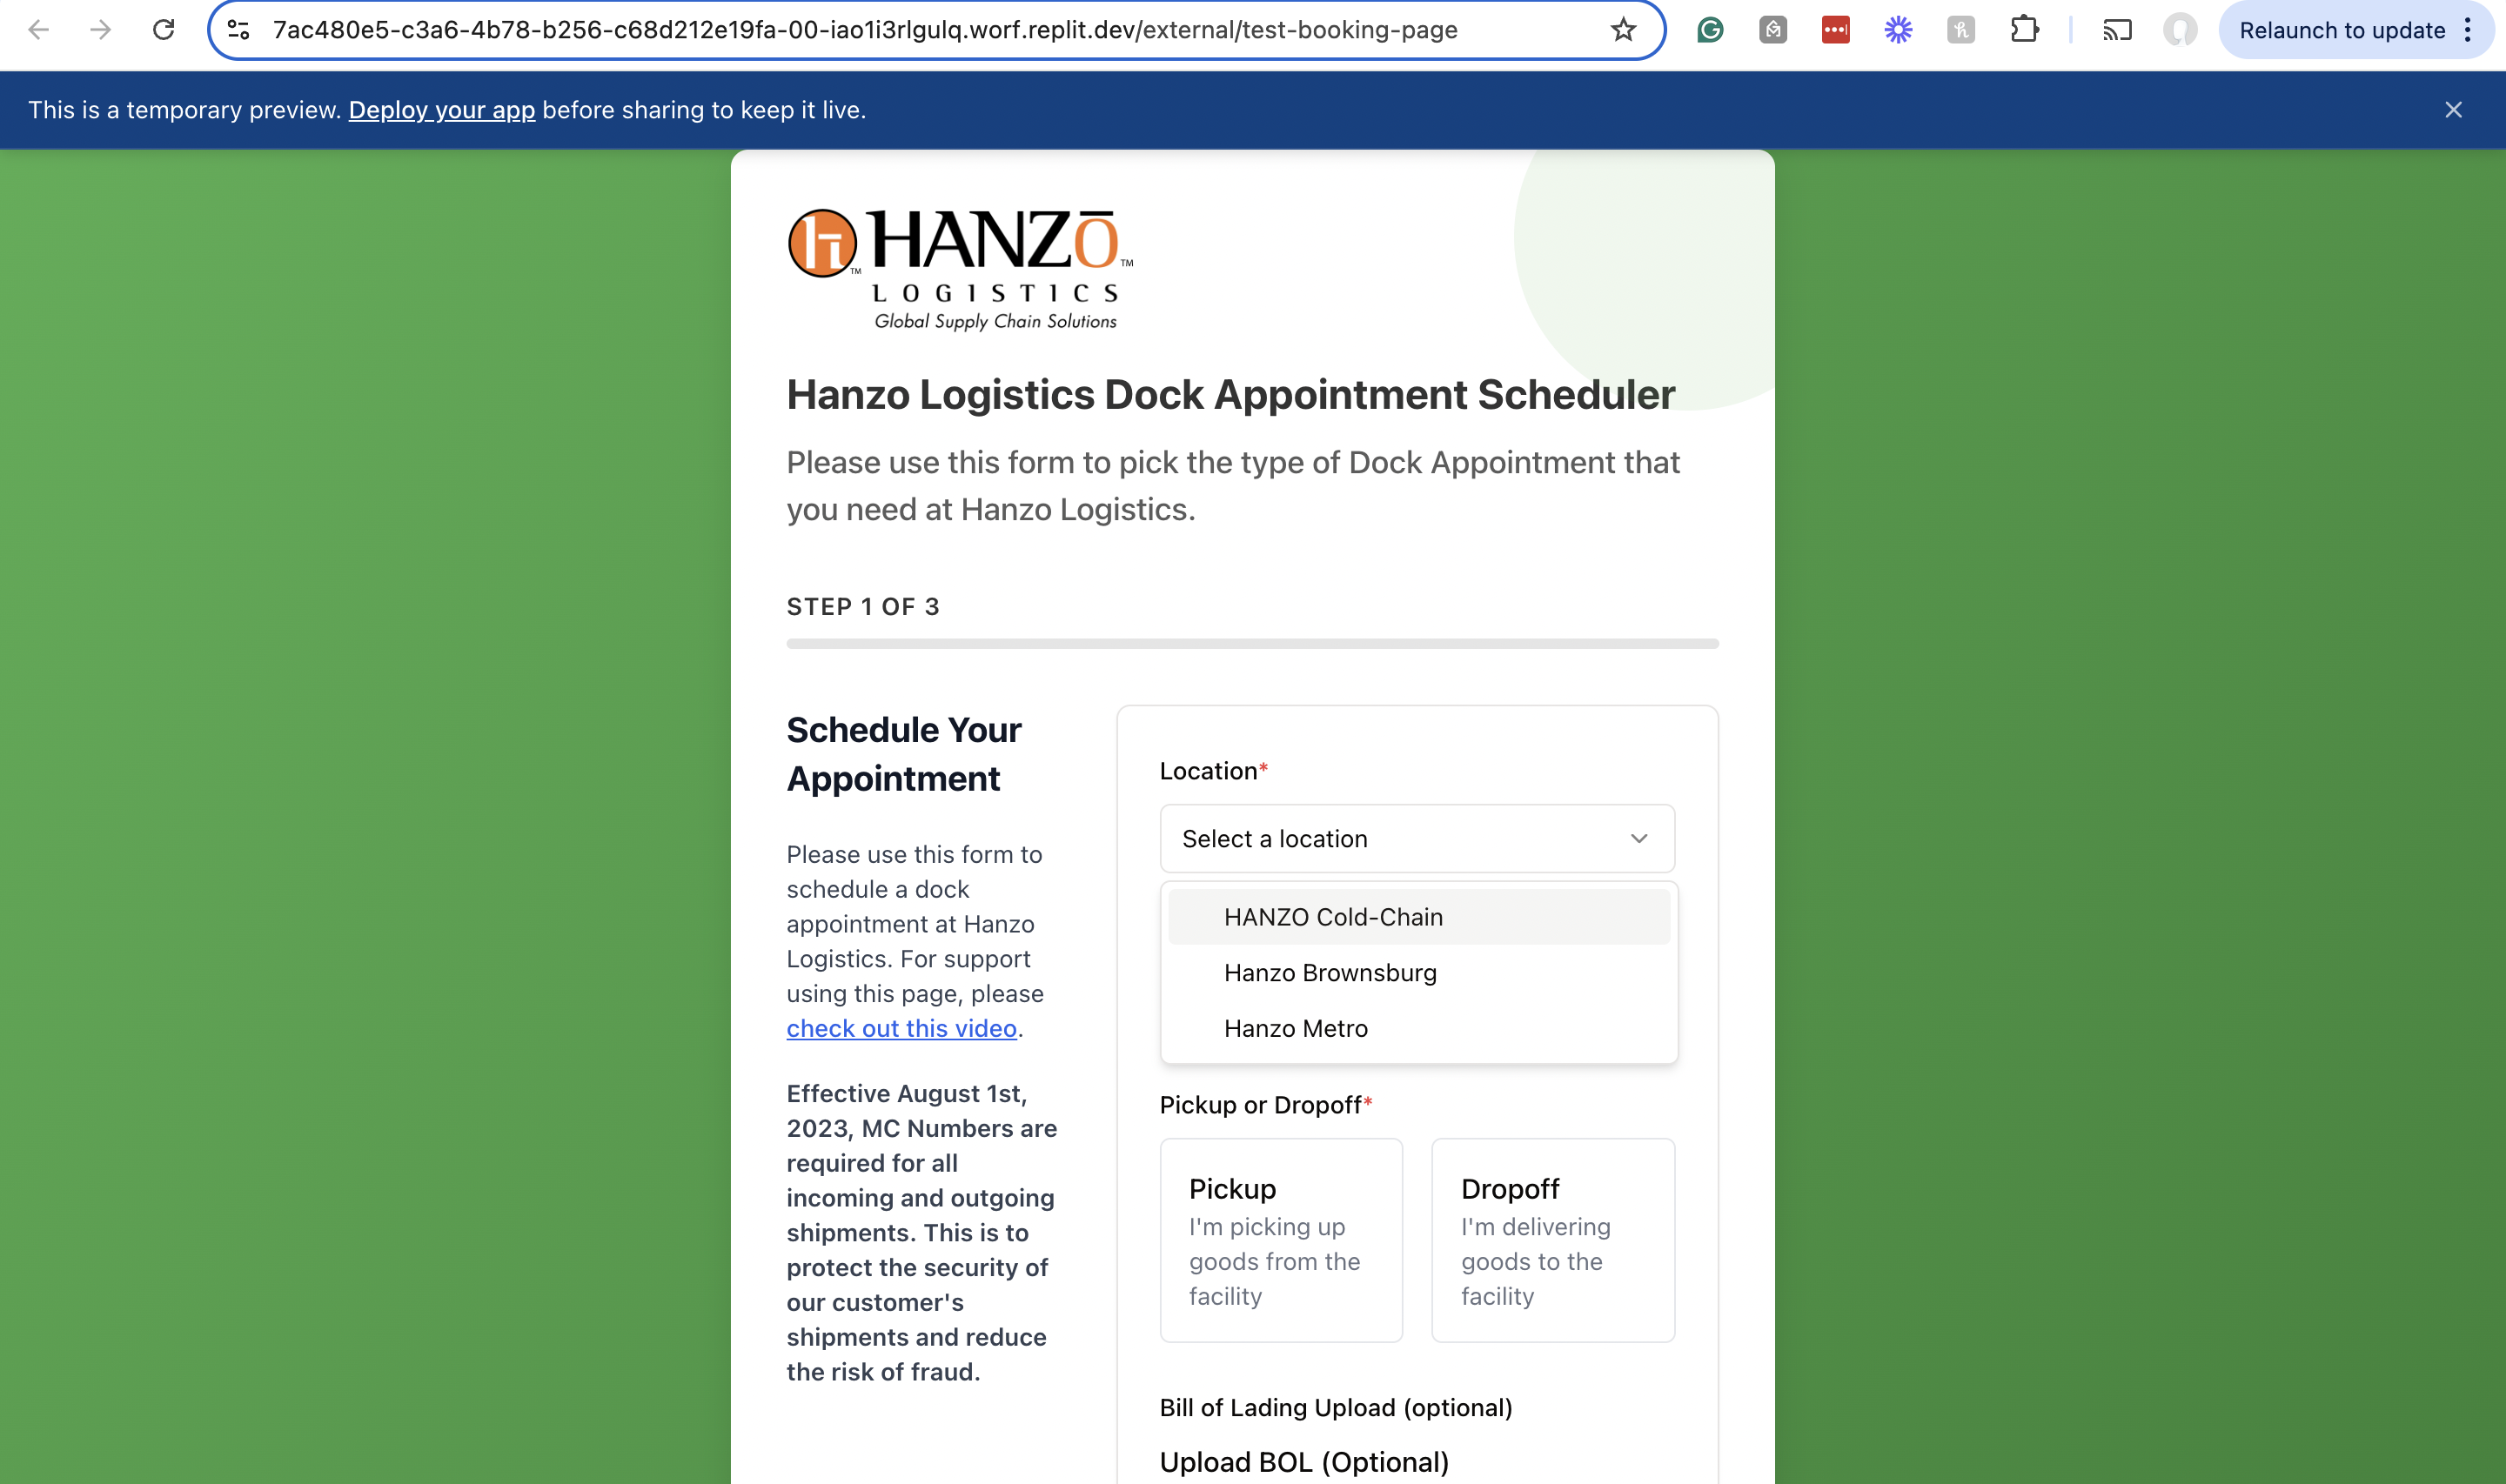 7ac480e5-c3a6-4b78-b256-c68d212e19fa-00-iao1i3rlgulq.worf.replit.dev/external/test-booking-page
Relaunch to update
This is a temporary preview. Deploy your app before sharing to keep it live.
HANZŌ™
LOGISTICS
Global Supply Chain Solutions
Hanzo Logistics Dock Appointment Scheduler
Please use this form to pick the type of Dock Appointment that
you need at Hanzo Logistics.
STEP 1 OF 3
Schedule Your
Appointment
Please use this form to
schedule a dock
appointment at Hanzo
Logistics. For support
using this page, please
check out this video.
Effective August 1st,
2023, MC Numbers are
required for all
incoming and outgoing
shipments. This is to
protect the security of
our customer's
shipments and reduce
the risk of fraud.
Location*
Select a location
HANZO Cold-Chain
Hanzo Brownsburg
Hanzo Metro
Pickup or Dropoff*
Pickup
I'm picking up
goods from the
facility
Dropoff
I'm delivering
goods to the
facility
Bill of Lading Upload (optional)
Upload BOL (Optional)